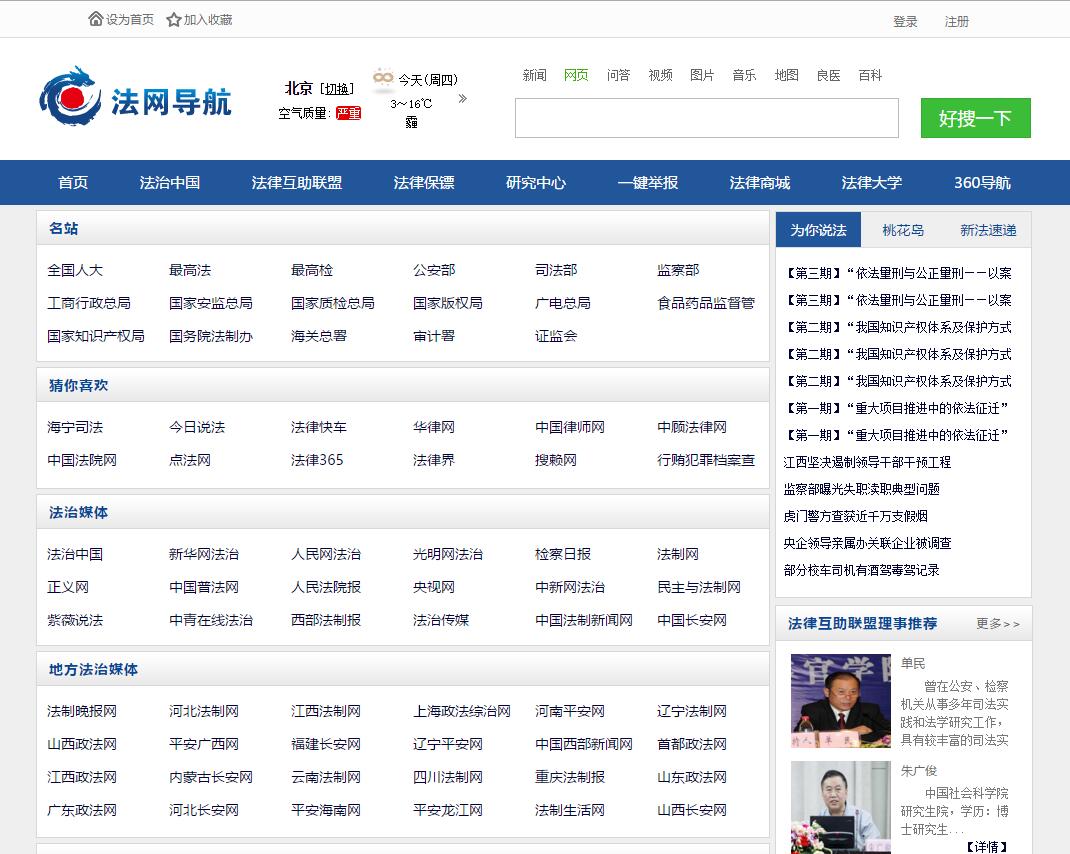 设为首页 加入收藏 登录 注册
法网导航
北京 [切换] 今天(周四)
空气质量: 严重 3~16℃
霾
新闻 网页 问答 视频 图片 音乐 地图 良医 百科
好搜一下
首页 法治中国 法律互助联盟 法律保镖 研究中心 一键举报 法律商城 法律大学 360导航
名站
全国人大 最高法 最高检 公安部 司法部 监察部
工商行政总局 国家安监总局 国家质检总局 国家版权局 广电总局 食品药品监督管
国家知识产权局 国务院法制办 海关总署 审计署 证监会
猜你喜欢
海宁司法 今日说法 法律快车 华律网 中国律师网 中顾法律网
中国法院网 点法网 法律365 法律界 搜赖网 行贿犯罪档案查
法治媒体
法治中国 新华网法治 人民网法治 光明网法治 检察日报 法制网
正义网 中国普法网 人民法院报 央视网 中新网法治 民主与法制网
紫薇说法 中青在线法治 西部法制报 法治传媒 中国法制新闻网 中国长安网
地方法治媒体
法制晚报网 河北法制网 江西法制网 上海政法综治网 河南平安网 辽宁法制网
山西政法网 平安广西网 福建长安网 辽宁平安网 中国西部新闻网 首都政法网
江西政法网 内蒙古长安网 云南法制网 四川法制网 重庆法制报 山东政法网
广东政法网 河北长安网 平安海南网 平安龙江网 法制生活网 山西长安网
为你说法 桃花岛 新法速递
【第三期】“依法量刑与公正量刑——以案
【第三期】“依法量刑与公正量刑——以案
【第二期】“我国知识产权体系及保护方式
【第二期】“我国知识产权体系及保护方式
【第二期】“我国知识产权体系及保护方式
【第一期】“重大项目推进中的依法征迁”
【第一期】“重大项目推进中的依法征迁”
江西坚决遏制领导干部干预工程
监察部曝光失职渎职典型问题
虎门警方查获近千万支假烟
央企领导亲属办关联企业被调查
部分校车司机有酒驾毒驾记录
法律互助联盟理事推荐 更多>>
官学院
人 单 民
单民
曾在公安、检察
机关从事多年司法实
践和法学研究工作，
具有较丰富的司法实
朱广俊
中国社会科学院
研究生院，学历：博
士研究生...
【详情】